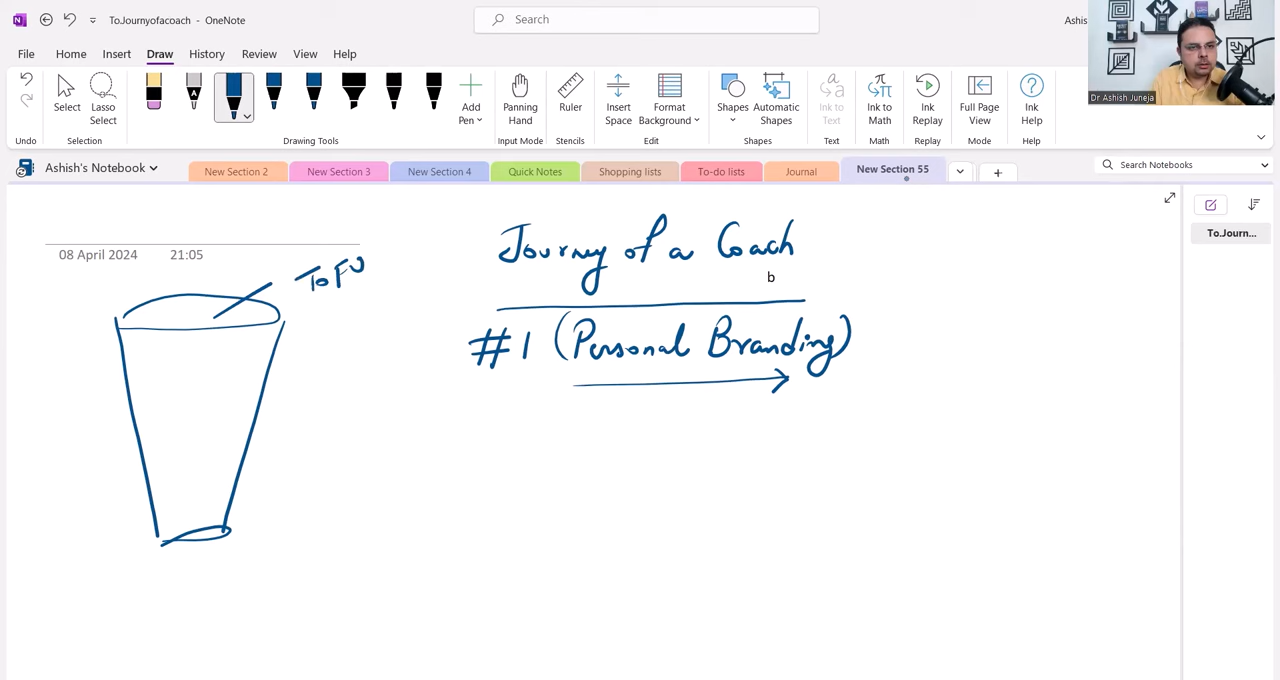 To.Journyofacoach - OneNote
Search
Ashis
File Home Insert Draw History Review View Help
Undo
Select
Lasso Select
Selection
A
Drawing Tools
Add Pen
Panning Hand
Input Mode
Ruler
Stencils
Insert Space
Format Background
Edit
Shapes
Automatic Shapes
Shapes
Ink to Text
Text
Ink to Math
Math
Ink Replay
Replay
Full Page View
Mode
Ink Help
Help
Dr Ashish Juneja
Ashish's Notebook
New Section 2 New Section 3 New Section 4 Quick Notes Shopping lists To-do lists Journal New Section 55 +
Search Notebooks
To.Journ...
08 April 2024 21:05
Journy of a Coach
ToFU
#1 (Personal Branding)